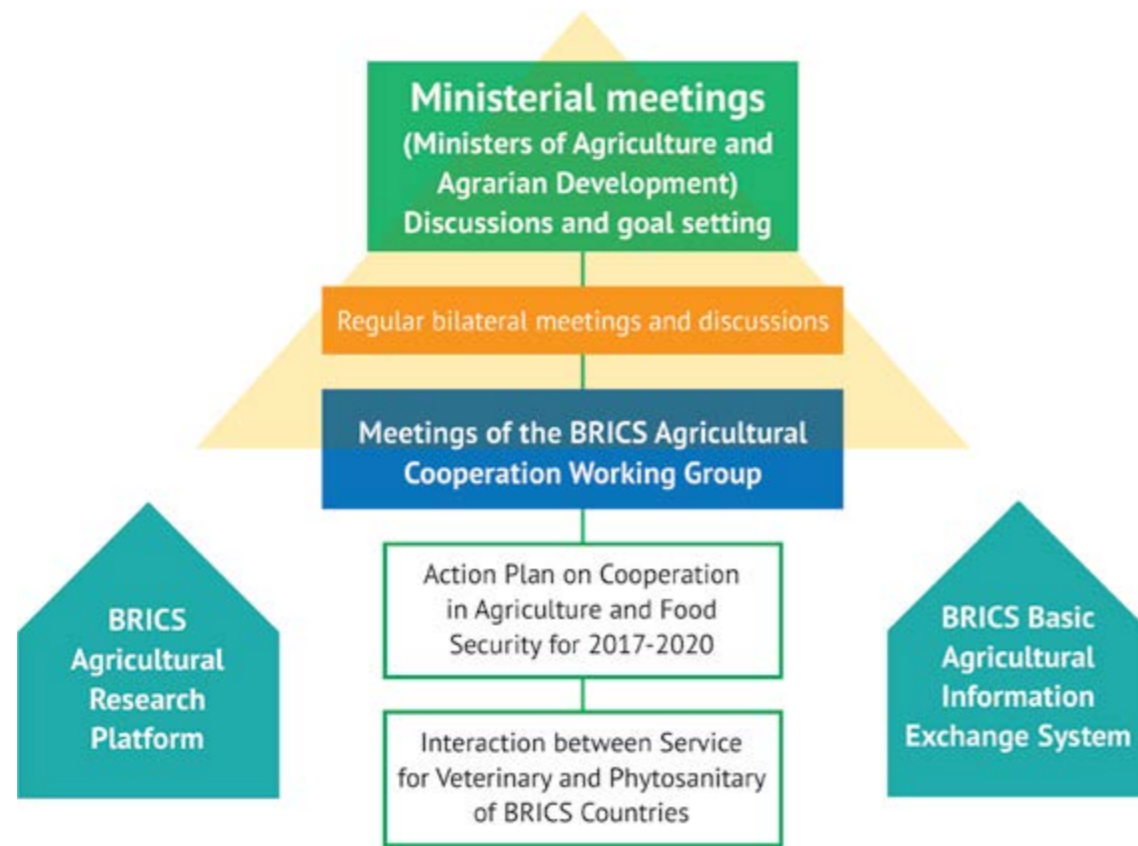 Ministerial meetings
(Ministers of Agriculture and
Agrarian Development)
Discussions and goal setting
Regular bilateral meetings and discussions
Meetings of the BRICS Agricultural
Cooperation Working Group
Action Plan on Cooperation
in Agriculture and Food
Security for 2017-2020
Interaction between Service
for Veterinary and Phytosanitary
of BRICS Countries
BRICS
Agricultural
Research
Platform
BRICS Basic
Agricultural
Information
Exchange System